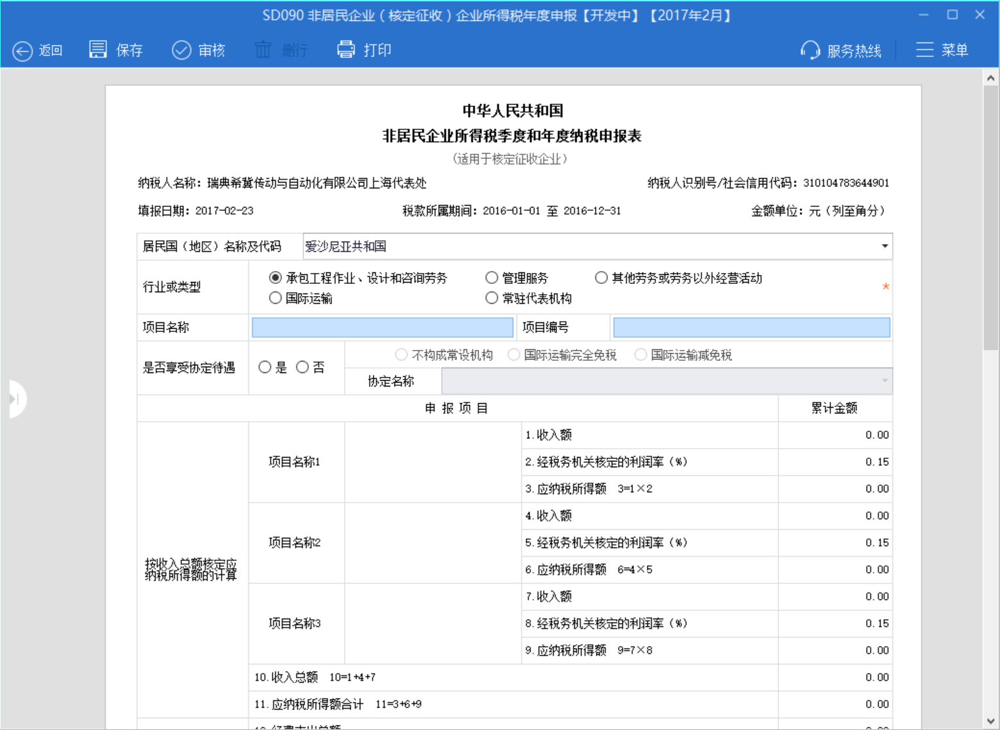 SD090 非居民企业（核定征收）企业所得税年度申报【开发中】【2017年2月】
返回 保存 审核 删行 打印 服务热线 菜单
中华人民共和国
非居民企业所得税季度和年度纳税申报表
（适用于核定征收企业）
纳税人名称：瑞典希冀传动与自动化有限公司上海代表处 纳税人识别号/社会信用代码：310104783644901
填报日期：2017-02-23 税款所属期间：2016-01-01 至 2016-12-31 金额单位：元（列至角分）
居民国（地区）名称及代码 爱沙尼亚共和国
行业或类型 承包工程作业、设计和咨询劳务 管理服务 其他劳务或劳务以外经营活动 *
国际运输 常驻代表机构
项目名称 项目编号
是否享受协定待遇 是 否 不构成常设机构 国际运输完全免税 国际运输减免税
协定名称
申 报 项 目 累计金额
按收入总额核定应
纳税所得额的计算
项目名称1
1.收入额 0.00
2.经税务机关核定的利润率（%） 0.15
3.应纳税所得额 3=1×2 0.00
项目名称2
4.收入额 0.00
5.经税务机关核定的利润率（%） 0.15
6.应纳税所得额 6=4×5 0.00
项目名称3
7.收入额 0.00
8.经税务机关核定的利润率（%） 0.15
9.应纳税所得额 9=7×8 0.00
10.收入总额 10=1+4+7 0.00
11.应纳税所得额合计 11=3+6+9 0.00